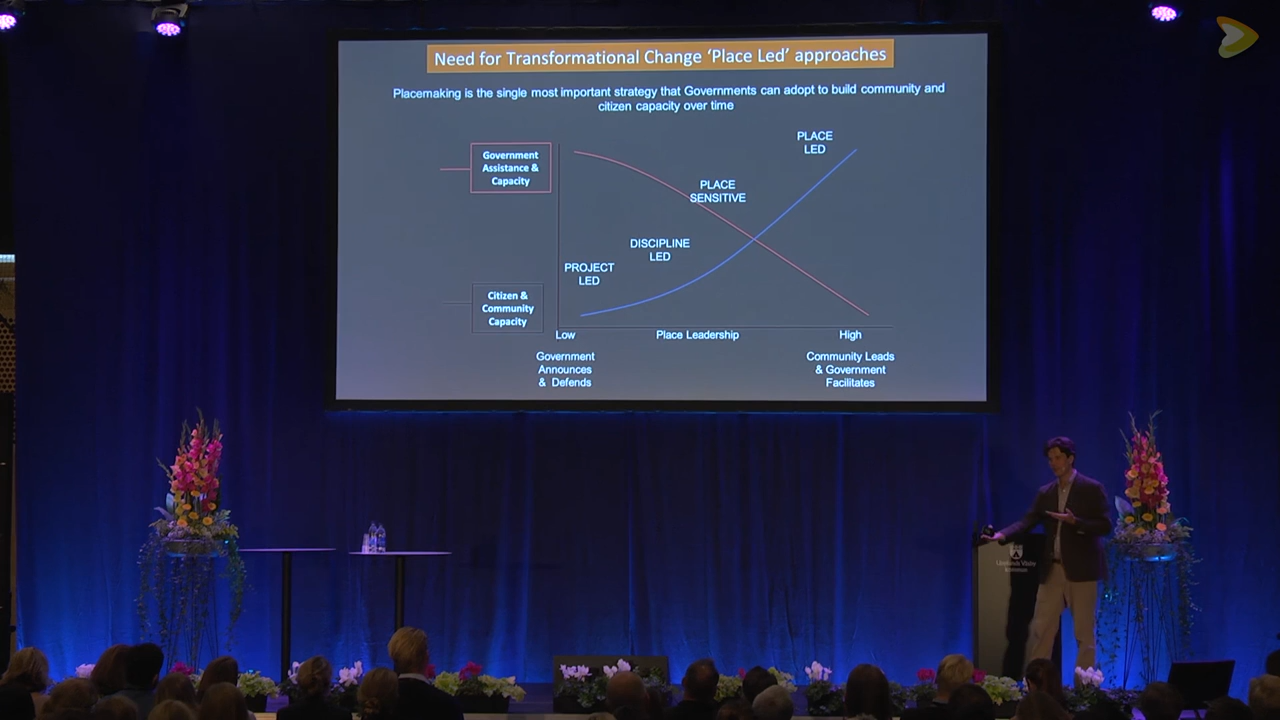 Need for Transformational Change ‘Place Led’ approaches
Placemaking is the single most important strategy that Governments can adopt to build community and
citizen capacity over time
PLACE
LED
Government
Assistance &
Capacity
PLACE
SENSITIVE
DISCIPLINE
LED
PROJECT
LED
Citizen &
Community
Capacity
Low
Place Leadership
High
Government
Announces
& Defends
Community Leads
& Government
Facilitates